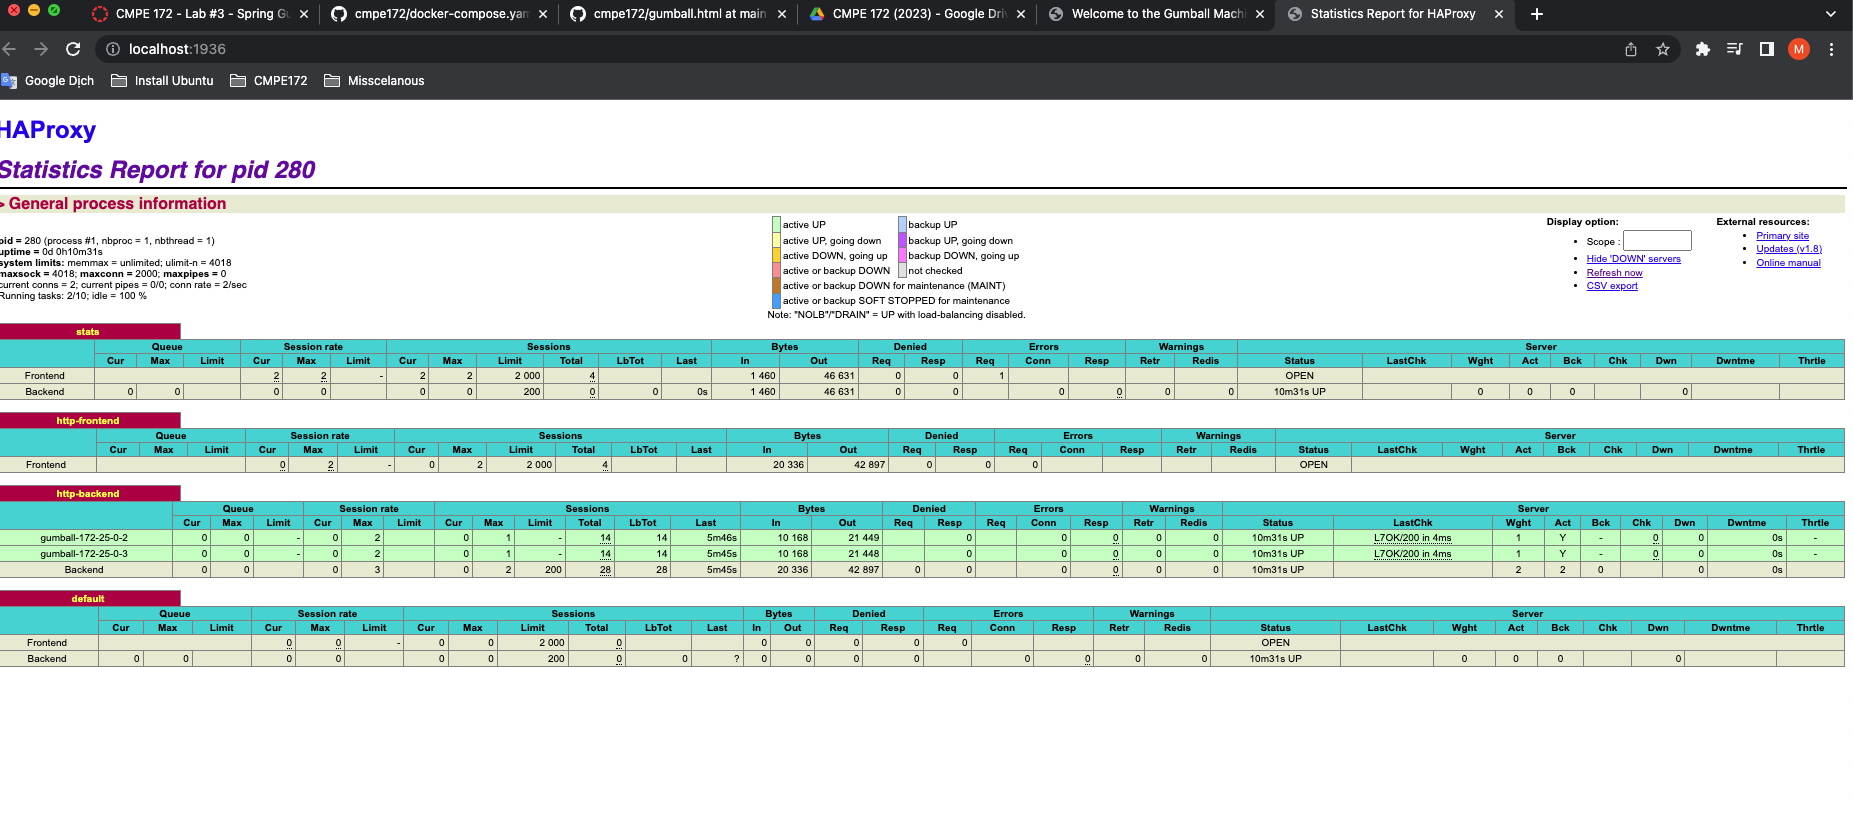 CMPE 172 - Lab #3 - Spring Gu
cmpe172/docker-compose.yam
cmpe172/gumball.html at main
CMPE 172 (2023) - Google Driv
Welcome to the Gumball Machi
Statistics Report for HAProxy
localhost:1936
M
Google Dịch
Install Ubuntu
CMPE172
Misscelanous
HAProxy
Statistics Report for pid 280
> General process information
pid = 280 (process #1, nbproc = 1, nbthread = 1)
uptime = 0d 0h10m31s
system limits: memmax = unlimited; ulimit-n = 4018
maxsock = 4018; maxconn = 2000; maxpipes = 0
current conns = 2; current pipes = 0/0; conn rate = 2/sec
Running tasks: 2/10; idle = 100 %
active UP
backup UP
active UP, going down
backup UP, going down
active DOWN, going up
backup DOWN, going up
active or backup DOWN
not checked
active or backup DOWN for maintenance (MAINT)
active or backup SOFT STOPPED for maintenance
Note: "NOLB"/"DRAIN" = UP with load-balancing disabled.
Display option:
Scope :
Hide 'DOWN' servers
Refresh now
CSV export
External resources:
Primary site
Updates (v1.8)
Online manual
stats
Queue Session rate Sessions Bytes Denied Errors Warnings Server
Cur Max Limit Cur Max Limit Cur Max Limit Total LbTot Last In Out Req Resp Req Conn Resp Retr Redis Status LastChk Wght Act Bck Chk Dwn Dwntme Thrtle
Frontend 2 2 - 2 2 2 000 4 1 460 46 631 0 0 1 OPEN
Backend 0 0 0 0 0 0 200 0 0 0s 1 460 46 631 0 0 0 0 0 0 10m31s UP 0 0 0 0
http-frontend
Queue Session rate Sessions Bytes Denied Errors Warnings Server
Cur Max Limit Cur Max Limit Cur Max Limit Total LbTot Last In Out Req Resp Req Conn Resp Retr Redis Status LastChk Wght Act Bck Chk Dwn Dwntme Thrtle
Frontend 0 2 - 0 2 2 000 4 20 336 42 897 0 0 0 OPEN
http-backend
Queue Session rate Sessions Bytes Denied Errors Warnings Server
Cur Max Limit Cur Max Limit Cur Max Limit Total LbTot Last In Out Req Resp Req Conn Resp Retr Redis Status LastChk Wght Act Bck Chk Dwn Dwntme Thrtle
gumball-172-25-0-2 0 0 - 0 2 0 1 - 14 14 5m46s 10 168 21 449 0 0 0 0 0 10m31s UP L7OK/200 in 4ms 1 Y - 0 0 0s -
gumball-172-25-0-3 0 0 - 0 2 0 1 - 14 14 5m45s 10 168 21 448 0 0 0 0 0 10m31s UP L7OK/200 in 4ms 1 Y - 0 0 0s -
Backend 0 0 0 3 0 2 200 28 28 5m45s 20 336 42 897 0 0 0 0 0 0 10m31s UP 2 2 0 0 0s
default
Queue Session rate Sessions Bytes Denied Errors Warnings Server
Cur Max Limit Cur Max Limit Cur Max Limit Total LbTot Last In Out Req Resp Req Conn Resp Retr Redis Status LastChk Wght Act Bck Chk Dwn Dwntme Thrtle
Frontend 0 0 - 0 0 2 000 0 0 0 0 0 0 OPEN
Backend 0 0 0 0 0 0 200 0 0 ? 0 0 0 0 0 0 0 0 10m31s UP 0 0 0 0